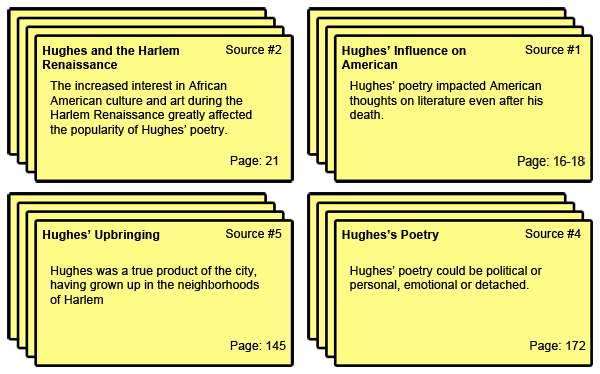 Hughes and the Harlem Source #2
Renaissance
The increased interest in African
American culture and art during the
Harlem Renaissance greatly affected
the popularity of Hughes' poetry.
Page: 21
Hughes' Influence on Source #1
American
Hughes' poetry impacted American
thoughts on literature even after his
death.
Page: 16-18
Hughes' Upbringing Source #5
Hughes was a true product of the city,
having grown up in the neighborhoods
of Harlem
Page: 145
Hughes's Poetry Source #4
Hughes' poetry could be political or
personal, emotional or detached.
Page: 172